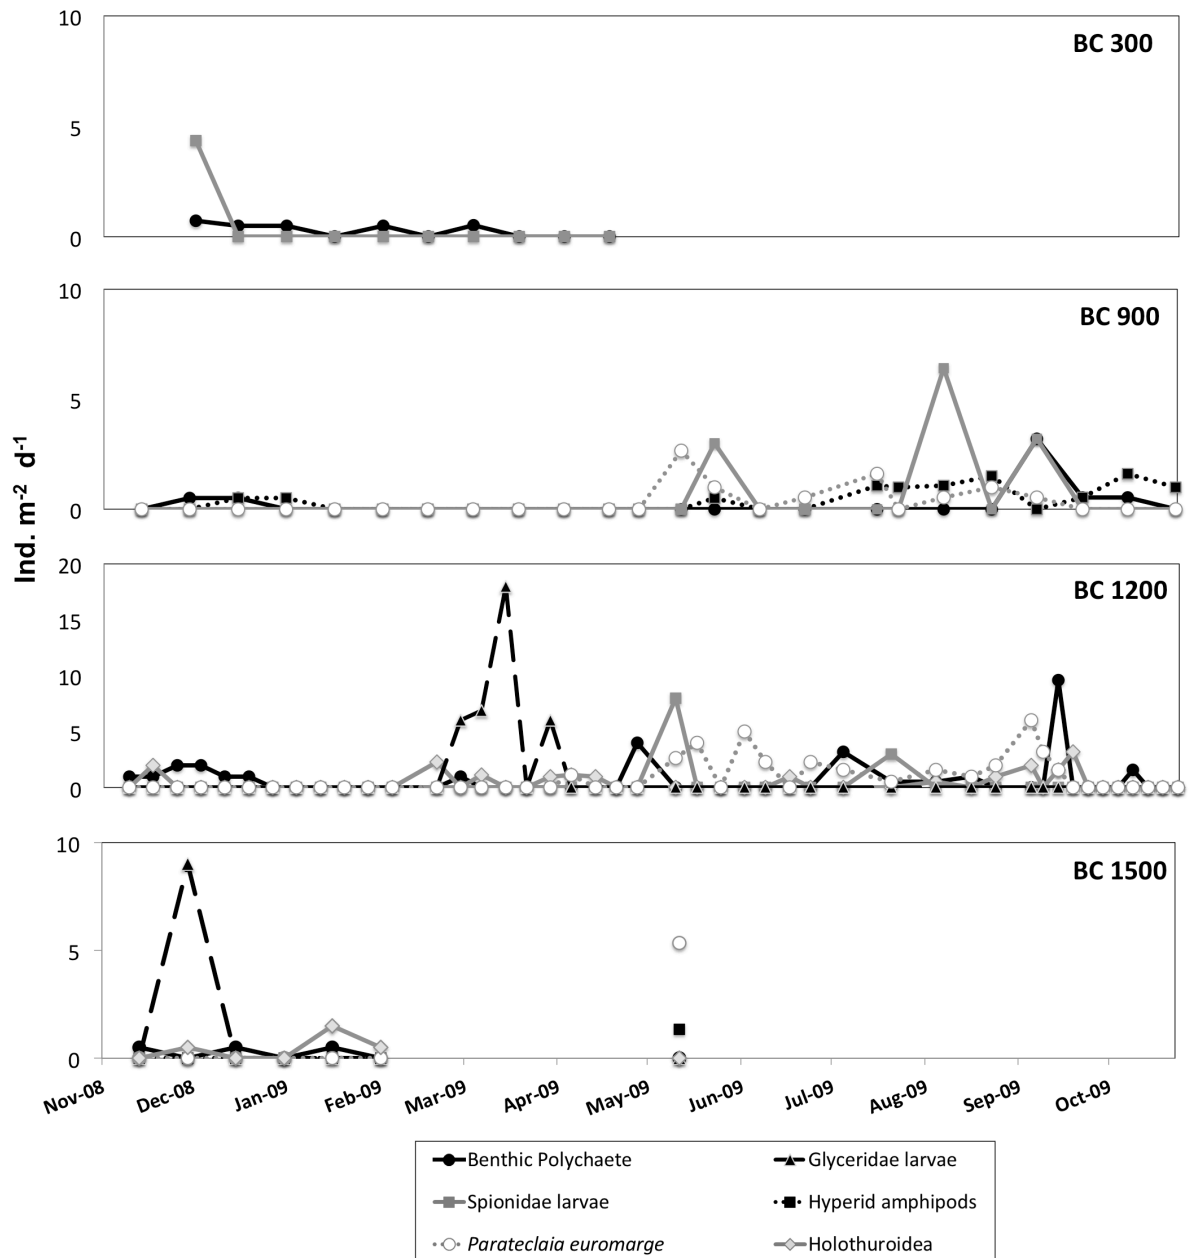 10
BC 300
5
0
10
BC 900
5
0
Ind. m⁻² d⁻¹
20
BC 1200
15
10
5
0
10
BC 1500
5
0
Nov-08 Dec-08 Jan-09 Feb-09 Mar-09 Apr-09 May-09 Jun-09 Jul-09 Aug-09 Sep-09 Oct-09
Benthic Polychaete Glyceridae larvae
Spionidae larvae Hyperid amphipods
Parateclaia euromarge Holothuroidea